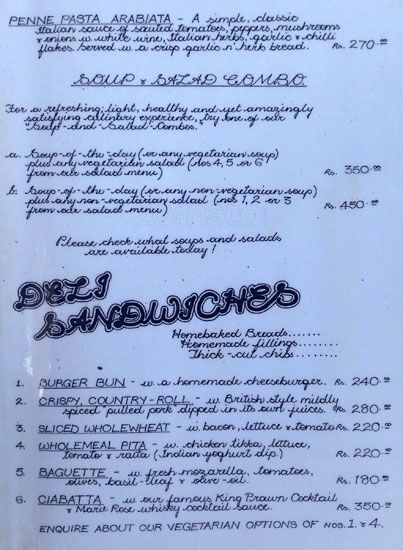 PENNE PASTA ARABIATA - A simple, classic
Italian sauce of sautéd tomatoes, peppers, mushrooms
& onions w. white wine, Italian herbs, garlic & chilli
flakes. Served w. a crisp garlic n' herb bread. Rs. 270.00
SOUP & SALAD COMBO.
For a refreshing, light, healthy and yet amazingly
satisfying culinary experience, try one of our
"Soup-and-Salad-Combos."
a. Soup-of-the-day (or any vegetarian soup)
plus any vegetarian salad (nos 4, 5 or 6
from our salad menu) Rs. 350.00
b. Soup-of-the-day (or any non-vegetarian soup)
plus any non-vegetarian salad (nos 1, 2 or 3
from our salad menu) Rs. 450.00
Please check what soups and salads
are available today!
DELI
SANDWICHES
Homebaked Breads.......
Homemade fillings.......
Thick-cut chips.......
1. BURGER BUN - w. a homemade cheeseburger. Rs. 240.00
2. CRISPY, COUNTRY-ROLL - w. British style mildly
spiced 'pulled' pork dipped in its own juices. Rs. 280.00
3. SLICED WHOLEWHEAT - w. bacon, lettuce & tomato Rs. 220.00
4. WHOLEMEAL PITA - w. chicken tikka, lettuce,
tomato & raita (Indian yoghurt dip.) Rs. 220.00
5. BAGUETTE - w. fresh mozarella, tomatoes,
olives, basil-leaf & olive-oil. Rs. 190.00
6. CIABATTA - w. our famous King Prawn Cocktail
& Marie Rose whisky cocktail sauce. Rs. 350.00
ENQUIRE ABOUT OUR VEGETARIAN OPTIONS OF NOS. 1. & 4.